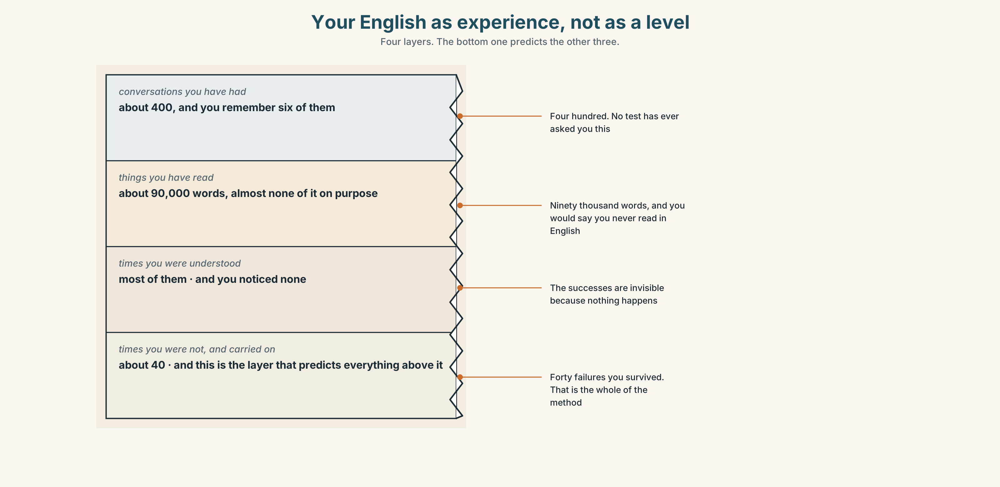 Your English as experience, not as a level
Four layers. The bottom one predicts the other three.
conversations you have had
about 400, and you remember six of them
Four hundred. No test has ever
asked you this
things you have read
about 90,000 words, almost none of it on purpose
Ninety thousand words, and you
would say you never read in
English
times you were understood
most of them · and you noticed none
The successes are invisible
because nothing happens
times you were not, and carried on
about 40 · and this is the layer that predicts everything above it
Forty failures you survived.
That is the whole of the
method